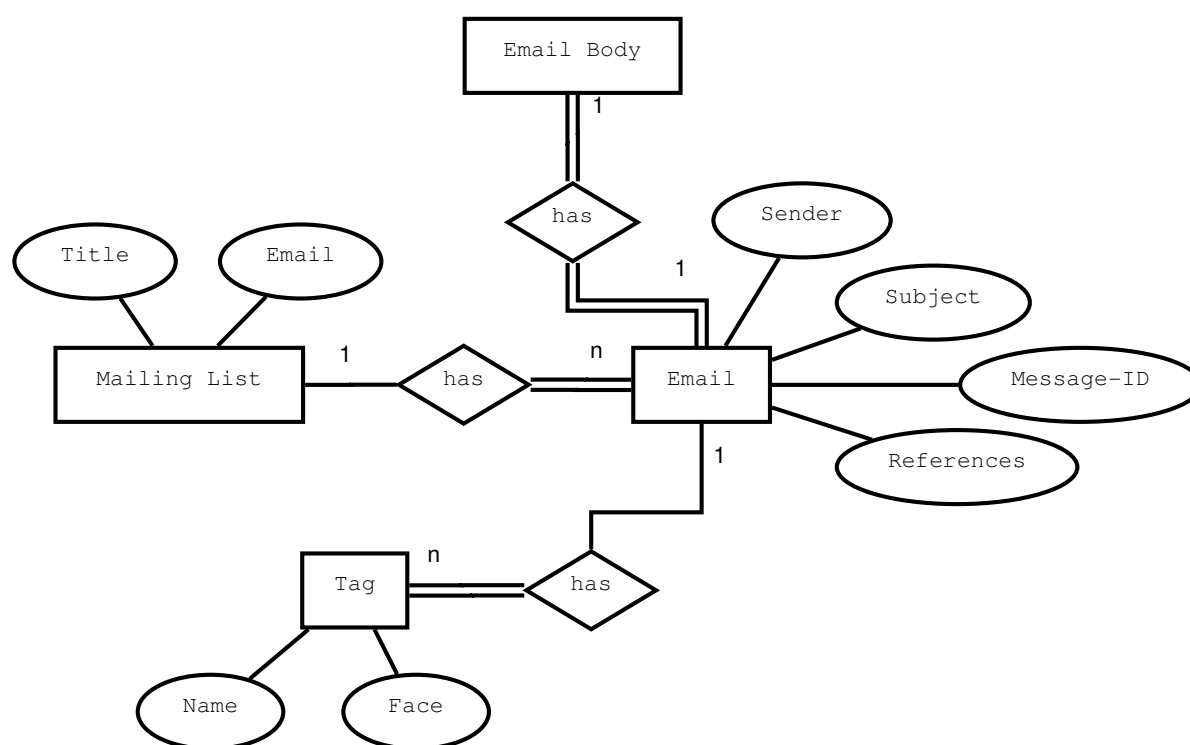 Email Body
1
has
Sender
Title
Email
1
Subject
1
n
Mailing List
has
Email
Message-ID
1
References
n
Tag
has
Name
Face